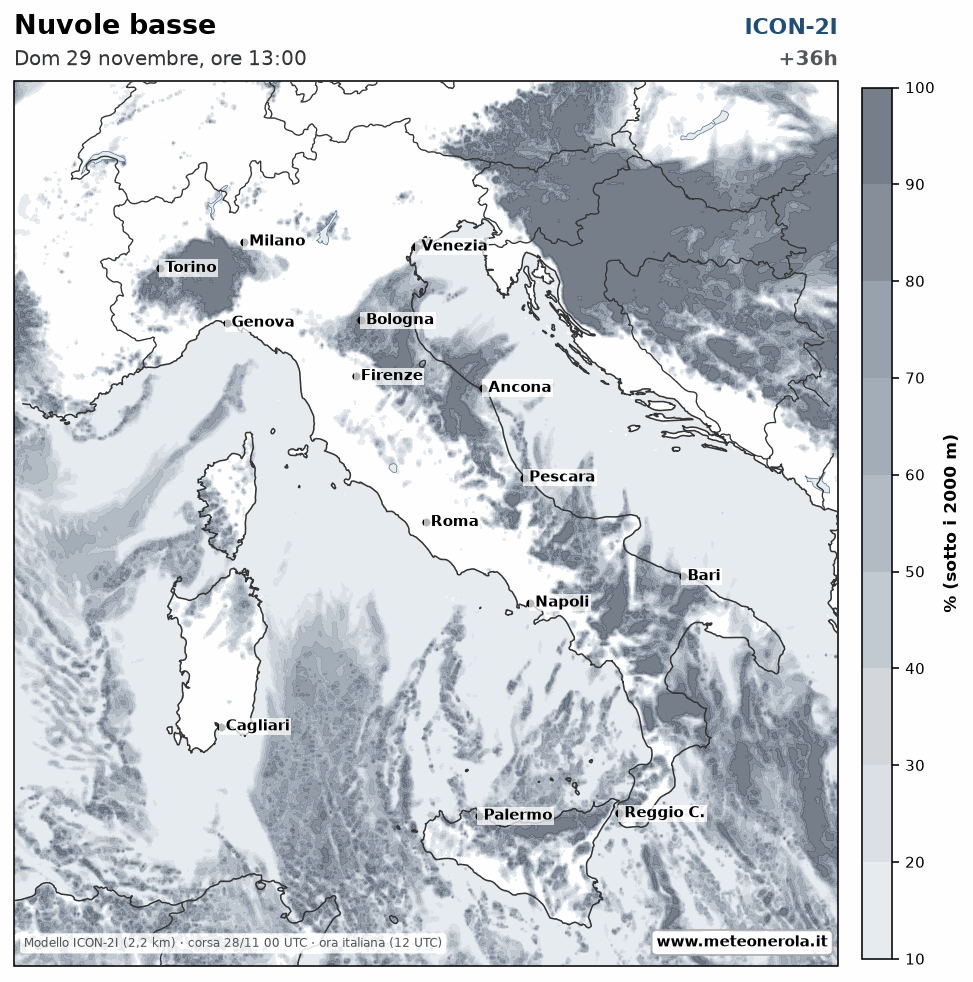 Nuvole basse
ICON-2I
Dom 29 novembre, ore 13:00
+36h
100
90
80
70
60
50
40
30
20
10
% (sotto i 2000 m)
Milano
Venezia
Torino
Genova
Bologna
Firenze
Ancona
Pescara
Roma
Bari
Napoli
Cagliari
Palermo
Reggio C.
Modello ICON-2I (2,2 km) · corsa 28/11 00 UTC · ora italiana (12 UTC)
www.meteonerola.it